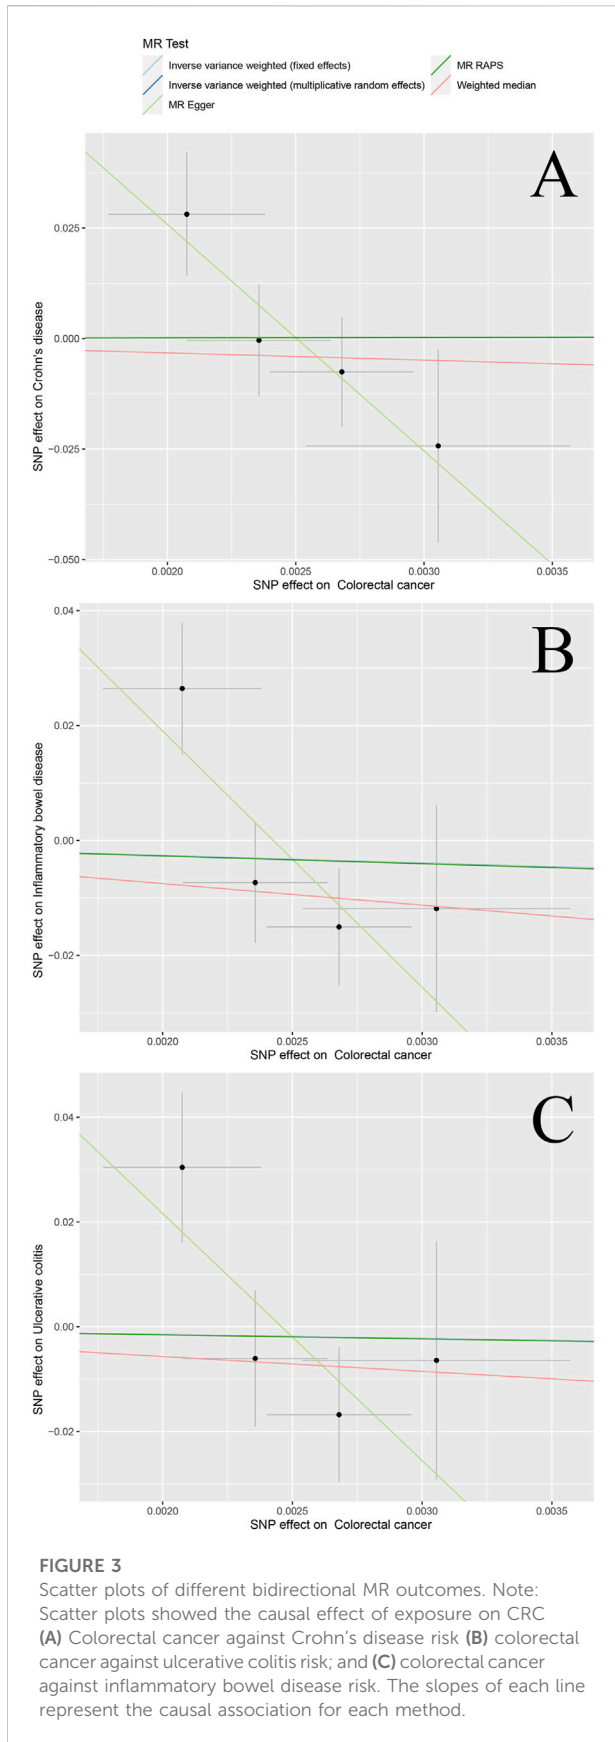 MR Test
Inverse variance weighted (fixed effects)
MR RAPS
Inverse variance weighted (multiplicative random effects)
Weighted median
MR Egger
A
SNP effect on Crohn's disease
0.025
0.000
−0.025
−0.050
0.0020
0.0025
0.0030
0.0035
SNP effect on Colorectal cancer
B
SNP effect on Inflammatory bowel disease
0.04
0.02
0.00
−0.02
0.0020
0.0025
0.0030
0.0035
SNP effect on Colorectal cancer
C
SNP effect on Ulcerative colitis
0.04
0.02
0.00
−0.02
0.0020
0.0025
0.0030
0.0035
SNP effect on Colorectal cancer
FIGURE 3
Scatter plots of different bidirectional MR outcomes. Note:
Scatter plots showed the causal effect of exposure on CRC
(A) Colorectal cancer against Crohn's disease risk (B) colorectal
cancer against ulcerative colitis risk; and (C) colorectal cancer
against inflammatory bowel disease risk. The slopes of each line
represent the causal association for each method.